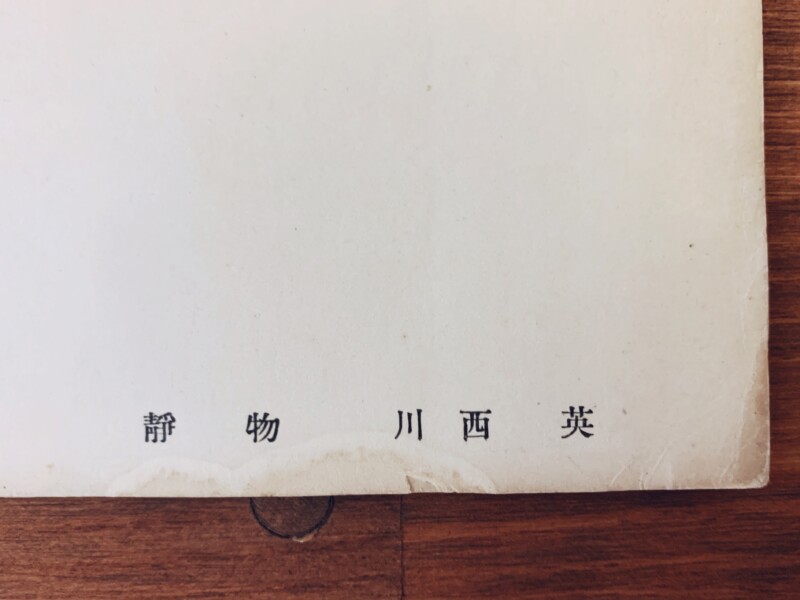 靜 物 川 西 英